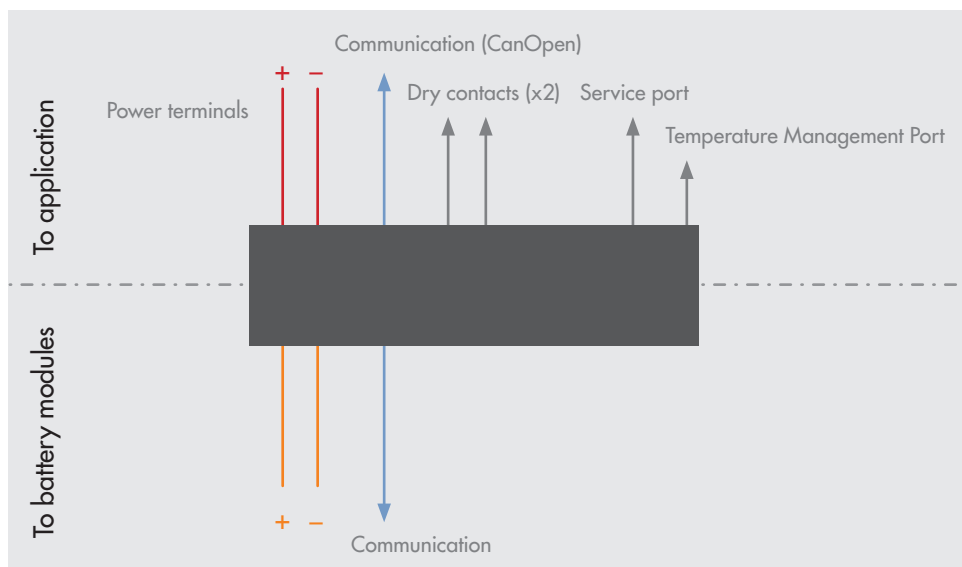 Communication (CanOpen)
+ −
Dry contacts (x2) Service port
Power terminals
Temperature Management Port
To application
To battery modules
+ −
Communication